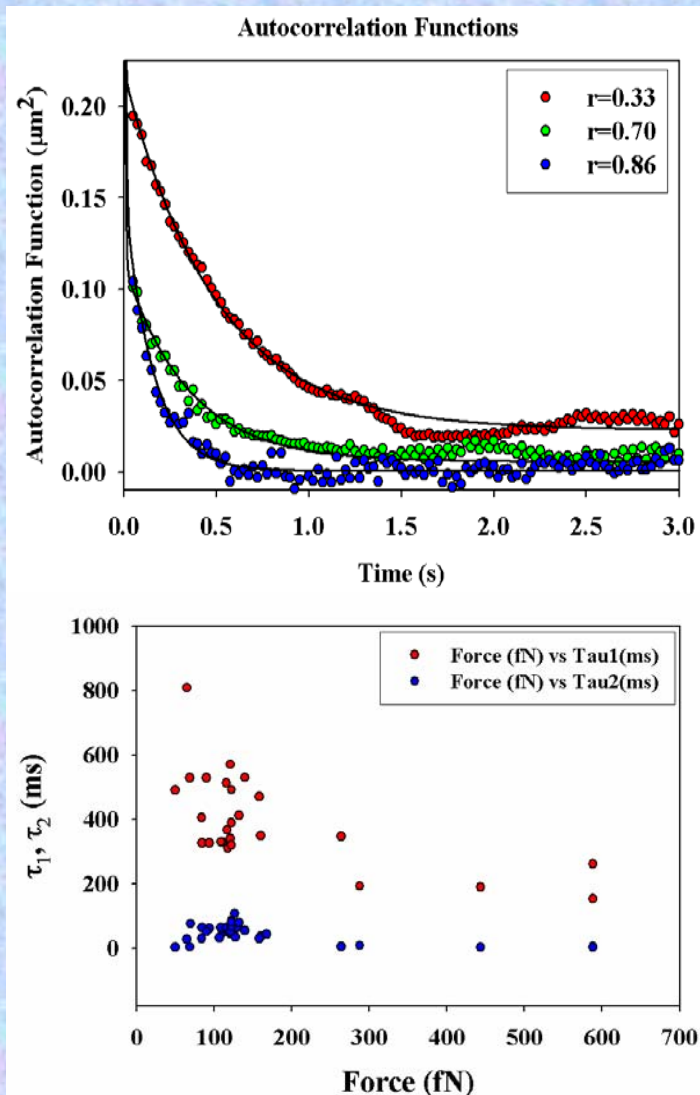 Autocorrelation Functions
Autocorrelation Function (μm²)
0.20
0.15
0.10
0.05
0.00
r=0.33
r=0.70
r=0.86
0.0 0.5 1.0 1.5 2.0 2.5 3.0
Time (s)
τ₁, τ₂ (ms)
1000
800
600
400
200
0
Force (fN) vs Tau1(ms)
Force (fN) vs Tau2(ms)
0 100 200 300 400 500 600 700
Force (fN)